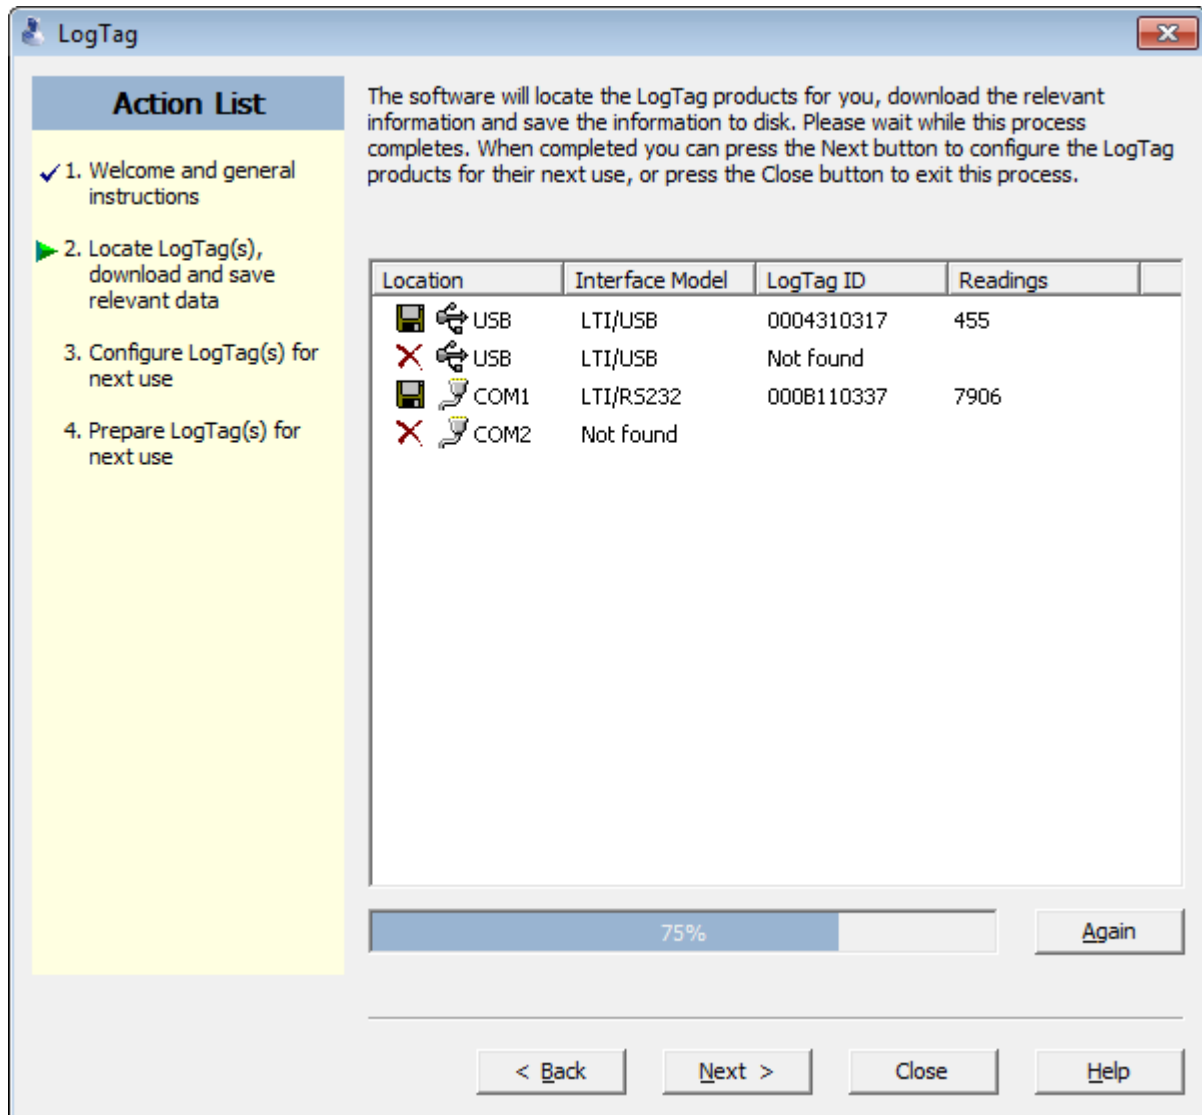 LogTag
Action List
1. Welcome and general
instructions
2. Locate LogTag(s),
download and save
relevant data
3. Configure LogTag(s) for
next use
4. Prepare LogTag(s) for
next use
The software will locate the LogTag products for you, download the relevant
information and save the information to disk. Please wait while this process
completes. When completed you can press the Next button to configure the LogTag
products for their next use, or press the Close button to exit this process.
Location Interface Model LogTag ID Readings
USB LTI/USB 0004310317 455
USB LTI/USB Not found
COM1 LTI/RS232 000B110337 7906
COM2 Not found
75%
Again
< Back Next > Close Help